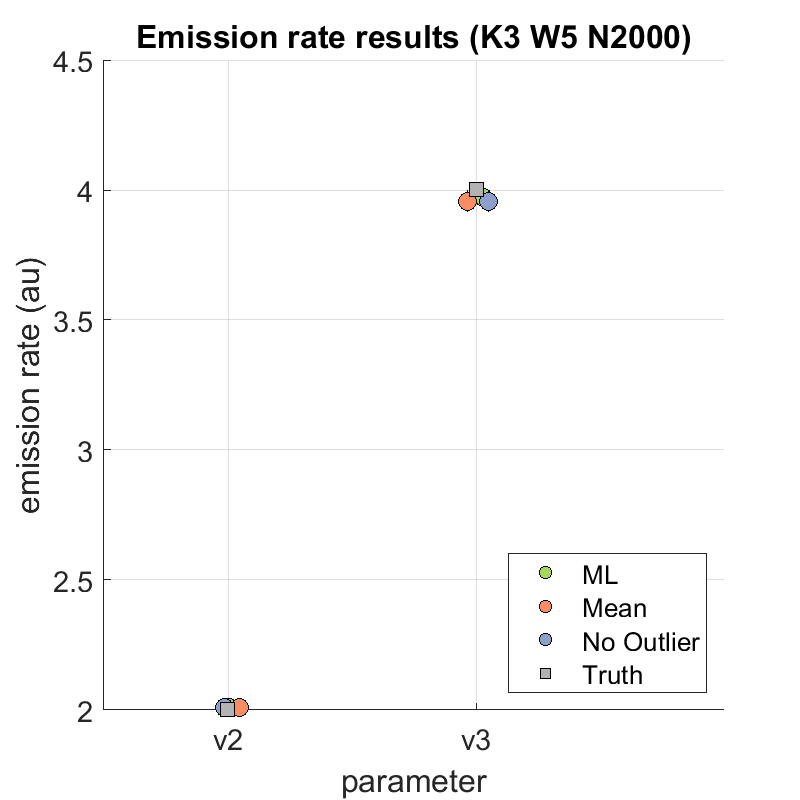 Emission rate results (K3 W5 N2000)
4.5
4
3.5
3
2.5
2
emission rate (au)
v2
v3
parameter
ML
Mean
No Outlier
Truth